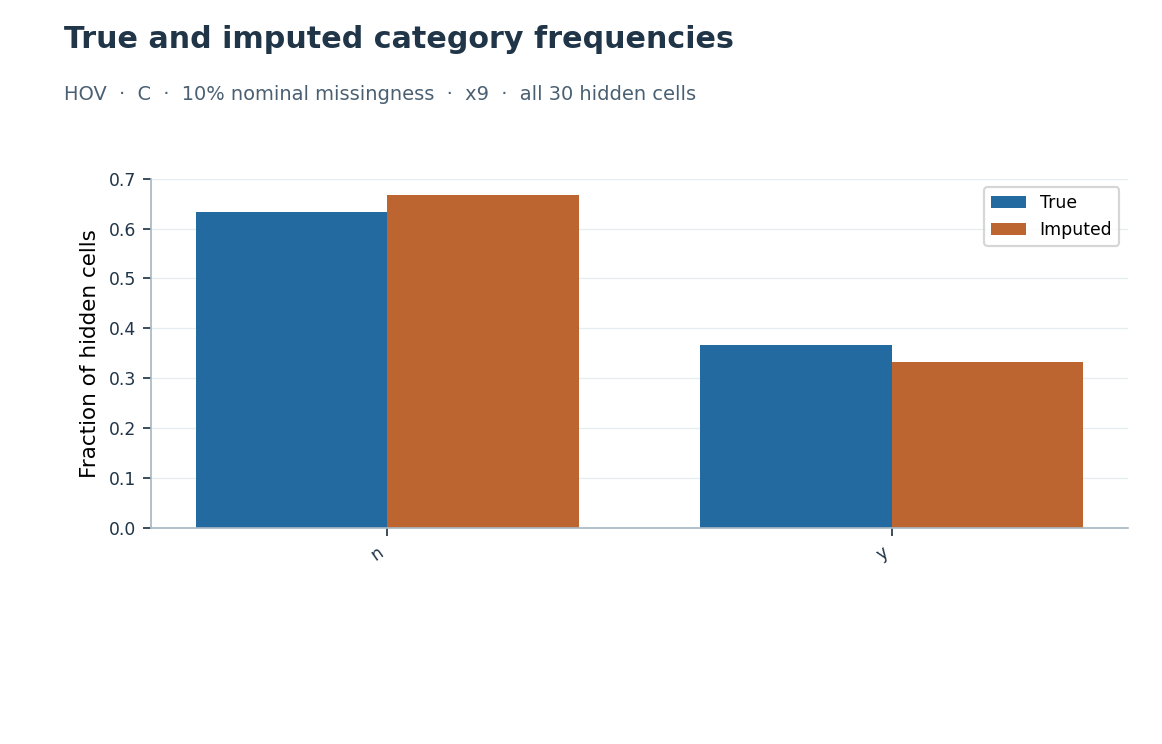 True and imputed category frequencies
HOV · C · 10% nominal missingness · x9 · all 30 hidden cells
Fraction of hidden cells
0.7
0.6
0.5
0.4
0.3
0.2
0.1
0.0
True
Imputed
n
y